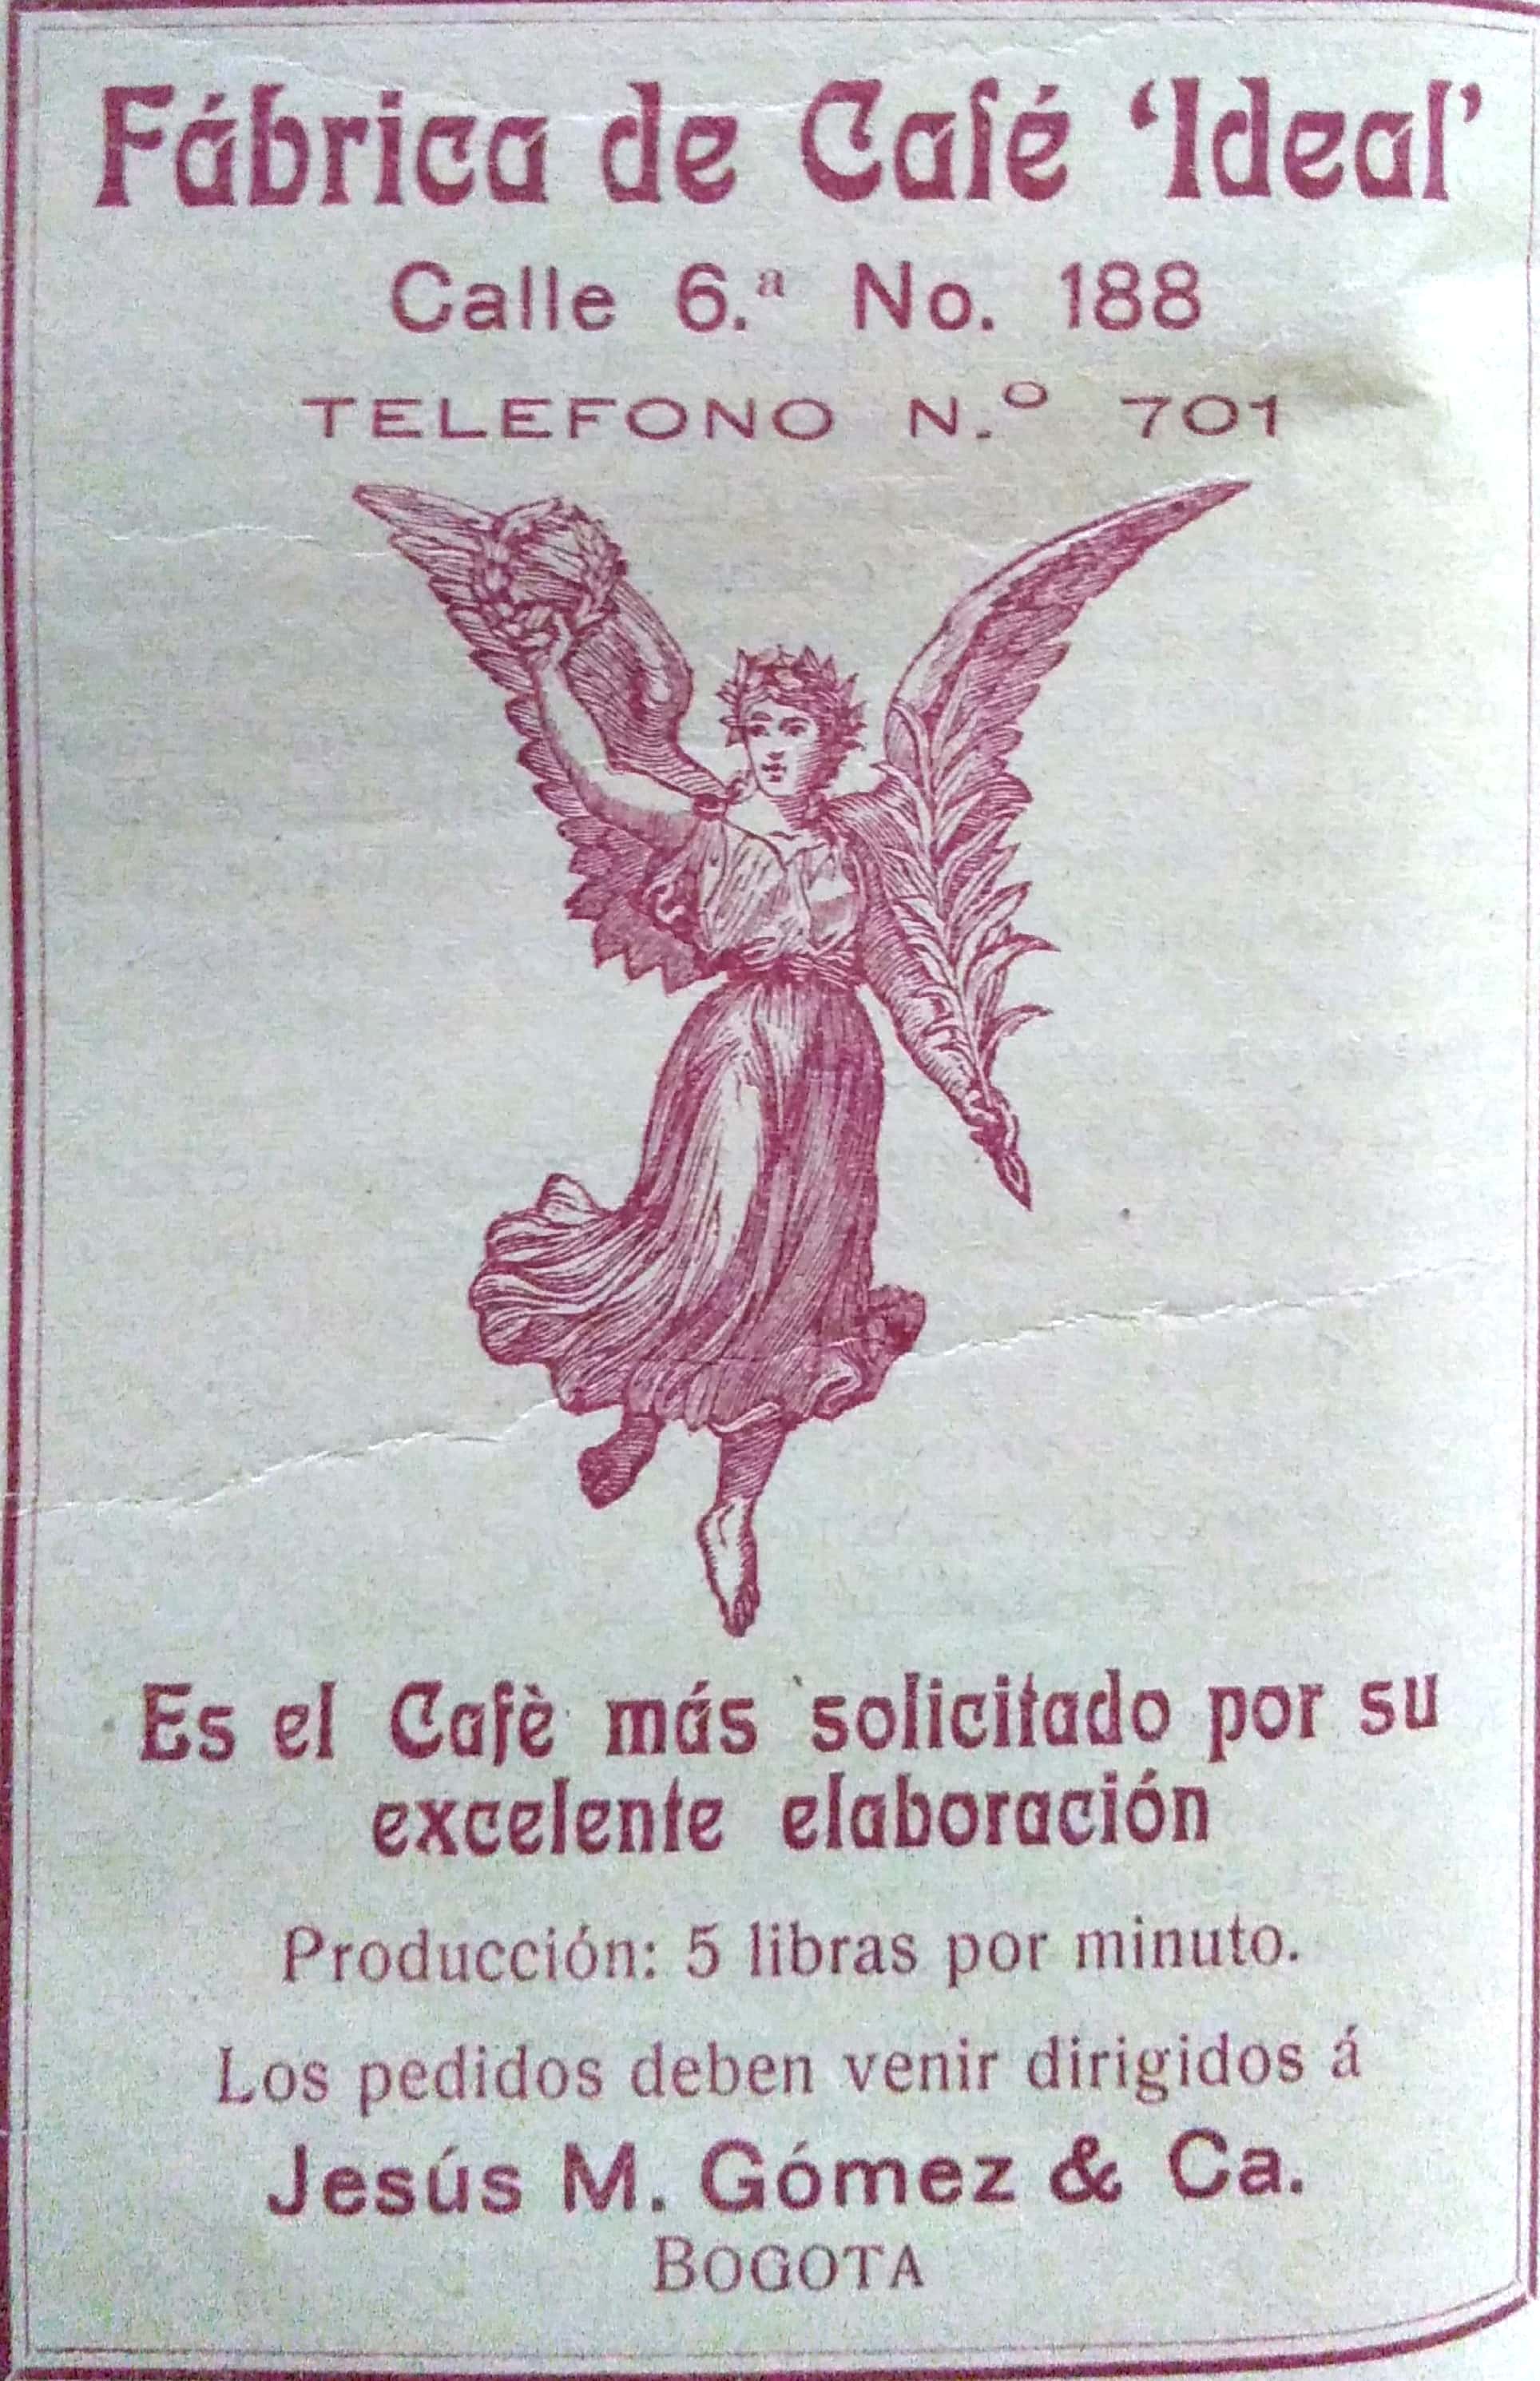 Fábrica de Café ‘Ideal’
Calle 6.ª No. 188
TELEFONO N.º 701
Es el Cafè más solicitado por su
excelente elaboración
Producción: 5 libras por minuto.
Los pedidos deben venir dirigidos á
Jesús M. Gómez & Ca.
BOGOTA